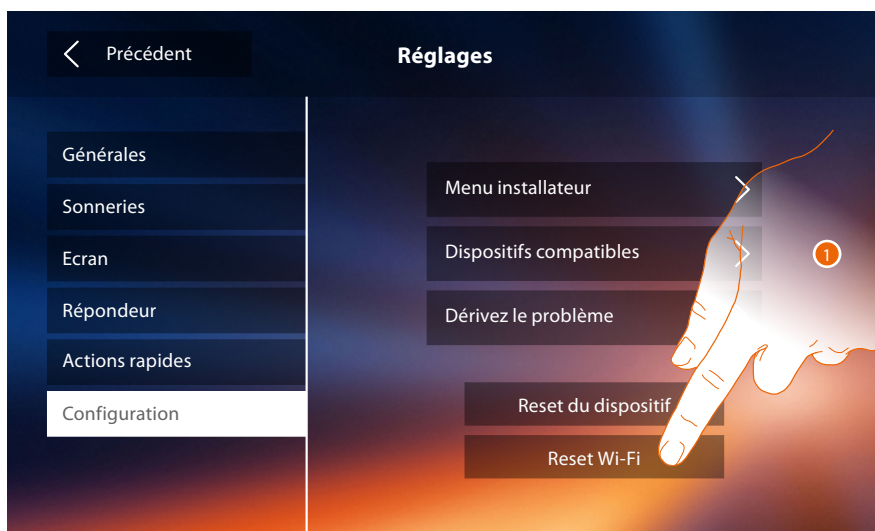 Précédent
Réglages
Générales
Sonneries
Ecran
Répondeur
Actions rapides
Configuration
Menu installateur
Dispositifs compatibles
Dérivez le problème
Reset du dispositif
Reset Wi-Fi
1